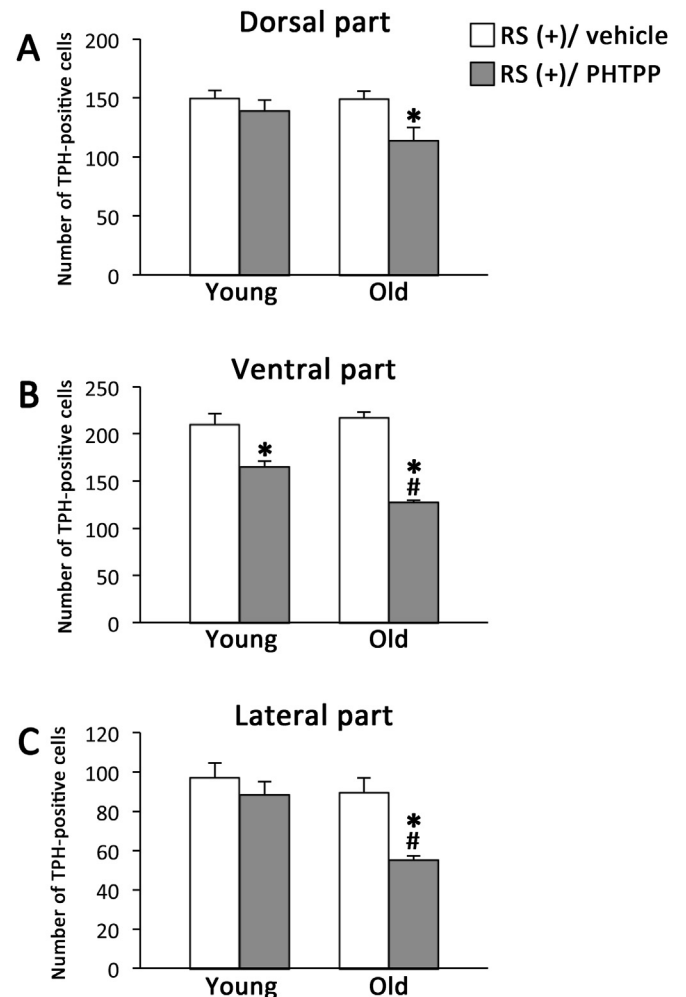 Dorsal part
A
Number of TPH-positive cells
200
150
100
50
0
*
Young
Old
RS (+)/ vehicle
RS (+)/ PHTPP
Ventral part
B
Number of TPH-positive cells
250
200
150
100
50
0
*
*
#
Young
Old
Lateral part
C
Number of TPH-positive cells
120
100
80
60
40
20
0
*
#
Young
Old